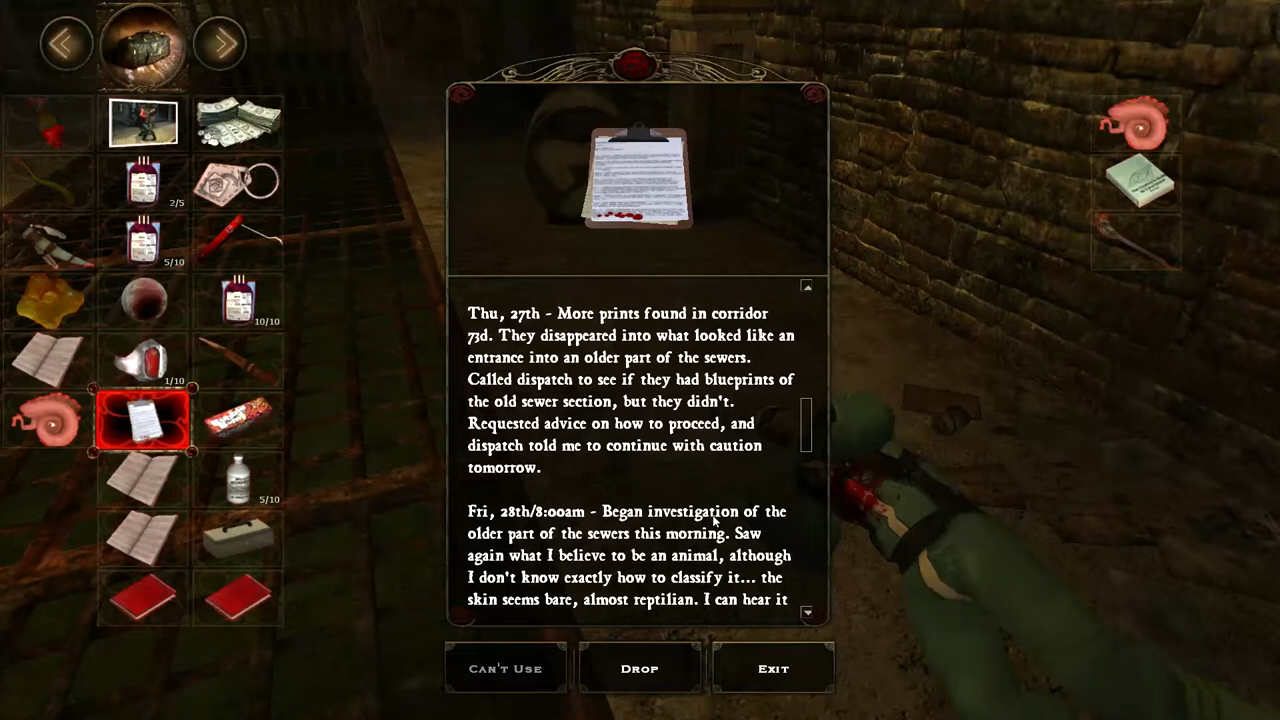 2/5
5/10
10/10
1/10
5/10
Thu, 27th - More prints found in corridor
73d. They disappeared into what looked like an
entrance into an older part of the sewers.
Called dispatch to see if they had blueprints of
the old sewer section, but they didn't.
Requested advice on how to proceed, and
dispatch told me to continue with caution
tomorrow.
Fri, 28th/8:00am - Began investigation of the
older part of the sewers this morning. Saw
again what I believe to be an animal, although
I don't know exactly how to classify it... the
skin seems bare, almost reptilian. I can hear it
CAN'T USE
DROP
EXIT